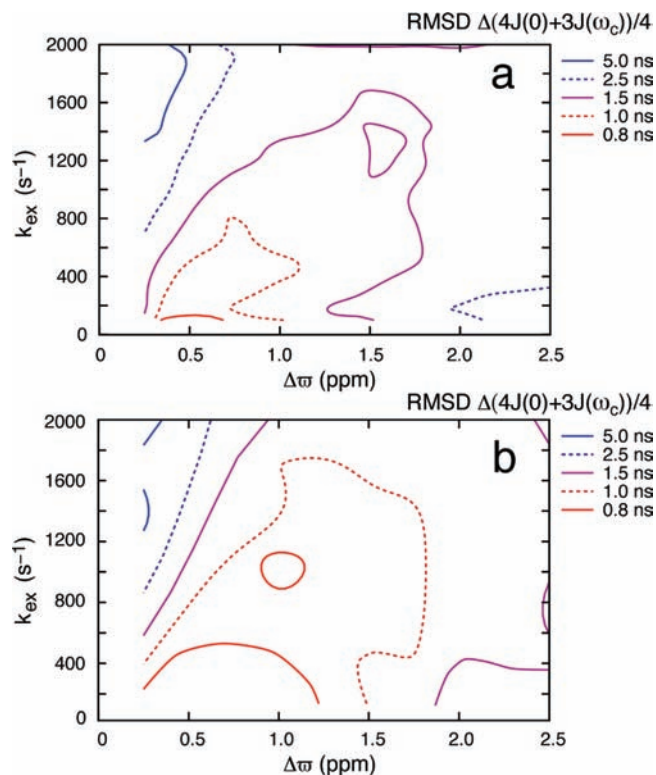 RMSD Δ(4J(0)+3J(ω_c))/4
a
5.0 ns
2.5 ns
1.5 ns
1.0 ns
0.8 ns
2000
1600
1200
800
400
0
k_ex (s⁻¹)
0 0.5 1.0 1.5 2.0 2.5
Δϖ (ppm)
RMSD Δ(4J(0)+3J(ω_c))/4
b
5.0 ns
2.5 ns
1.5 ns
1.0 ns
0.8 ns
2000
1600
1200
800
400
0
k_ex (s⁻¹)
0 0.5 1.0 1.5 2.0 2.5
Δϖ (ppm)